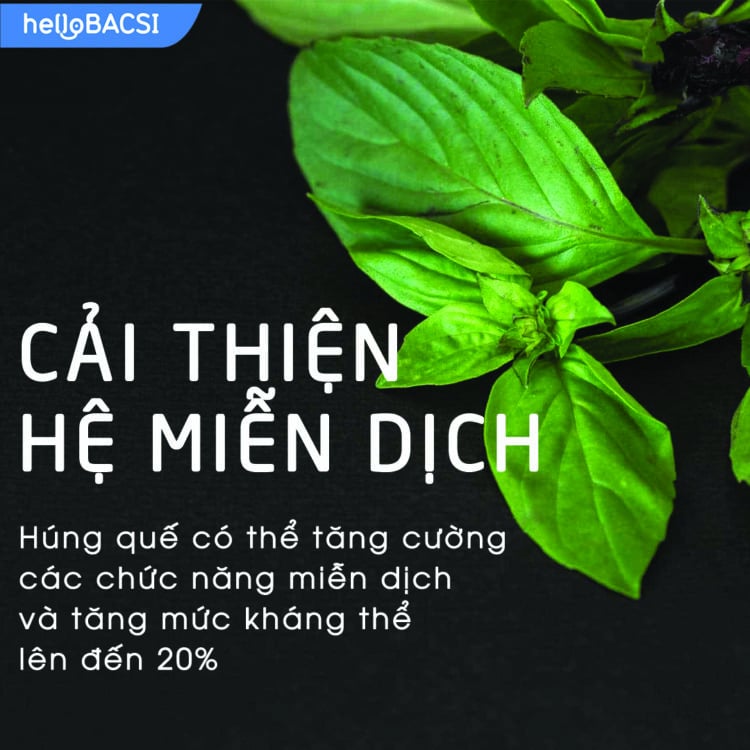 helloBACSI
CẢI THIỆN
HỆ MIỄN DỊCH
Húng quế có thể tăng cường
các chức năng miễn dịch
và tăng mức kháng thể
lên đến 20%